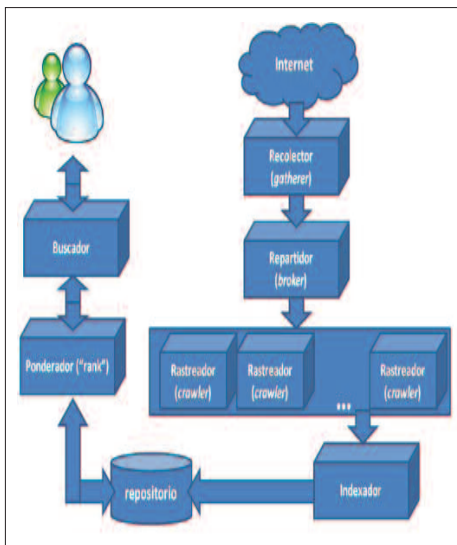 Internet
Recolector
(gatherer)
Repartidor
(broker)
Buscador
Ponderador ("rank")
Rastreador
(crawler)
Rastreador
(crawler)
...
Rastreador
(crawler)
repositorio
Indexador